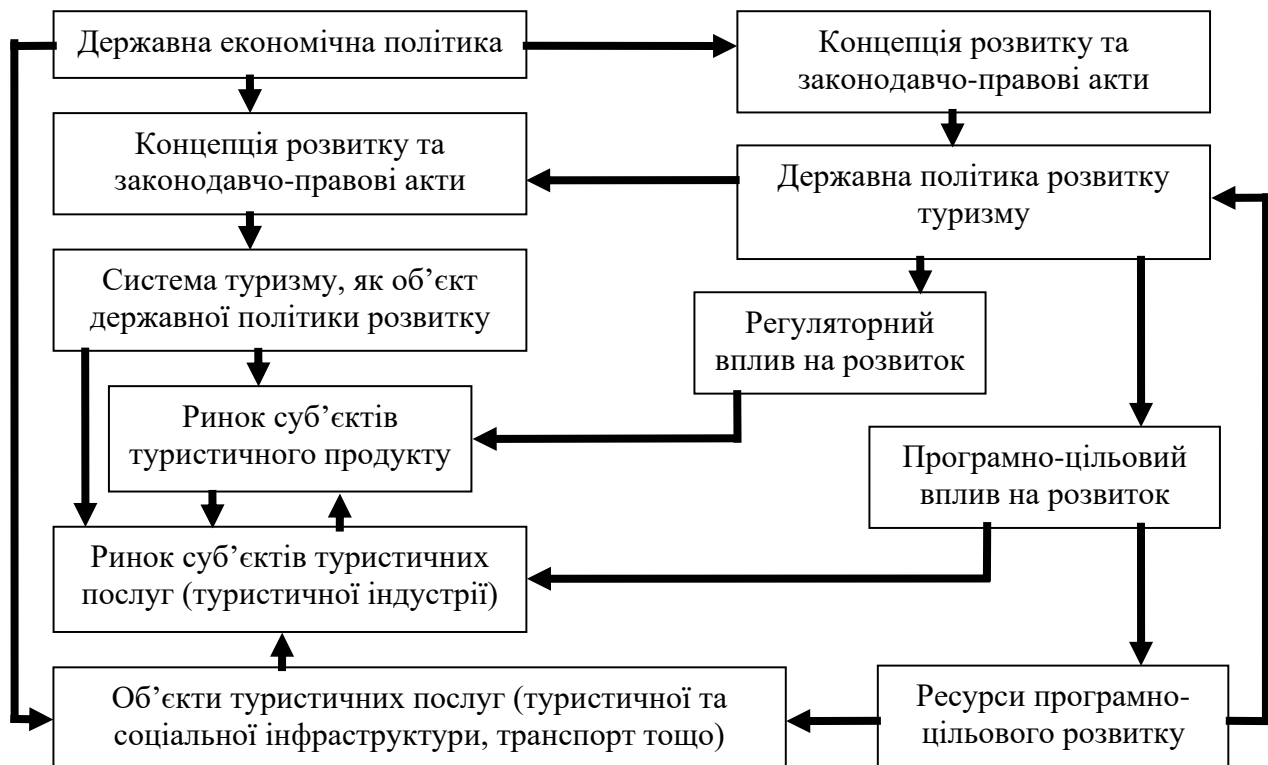 Державна економічна політика
Концепція розвитку та
законодавчо-правові акти
Концепція розвитку та
законодавчо-правові акти
Державна політика розвитку
туризму
Система туризму, як об’єкт
державної політики розвитку
Регуляторний
вплив на розвиток
Ринок суб’єктів
туристичного продукту
Програмно-цільовий
вплив на розвиток
Ринок суб’єктів туристичних
послуг (туристичної індустрії)
Об’єкти туристичних послуг (туристичної та
соціальної інфраструктури, транспорт тощо)
Ресурси програмно-
цільового розвитку